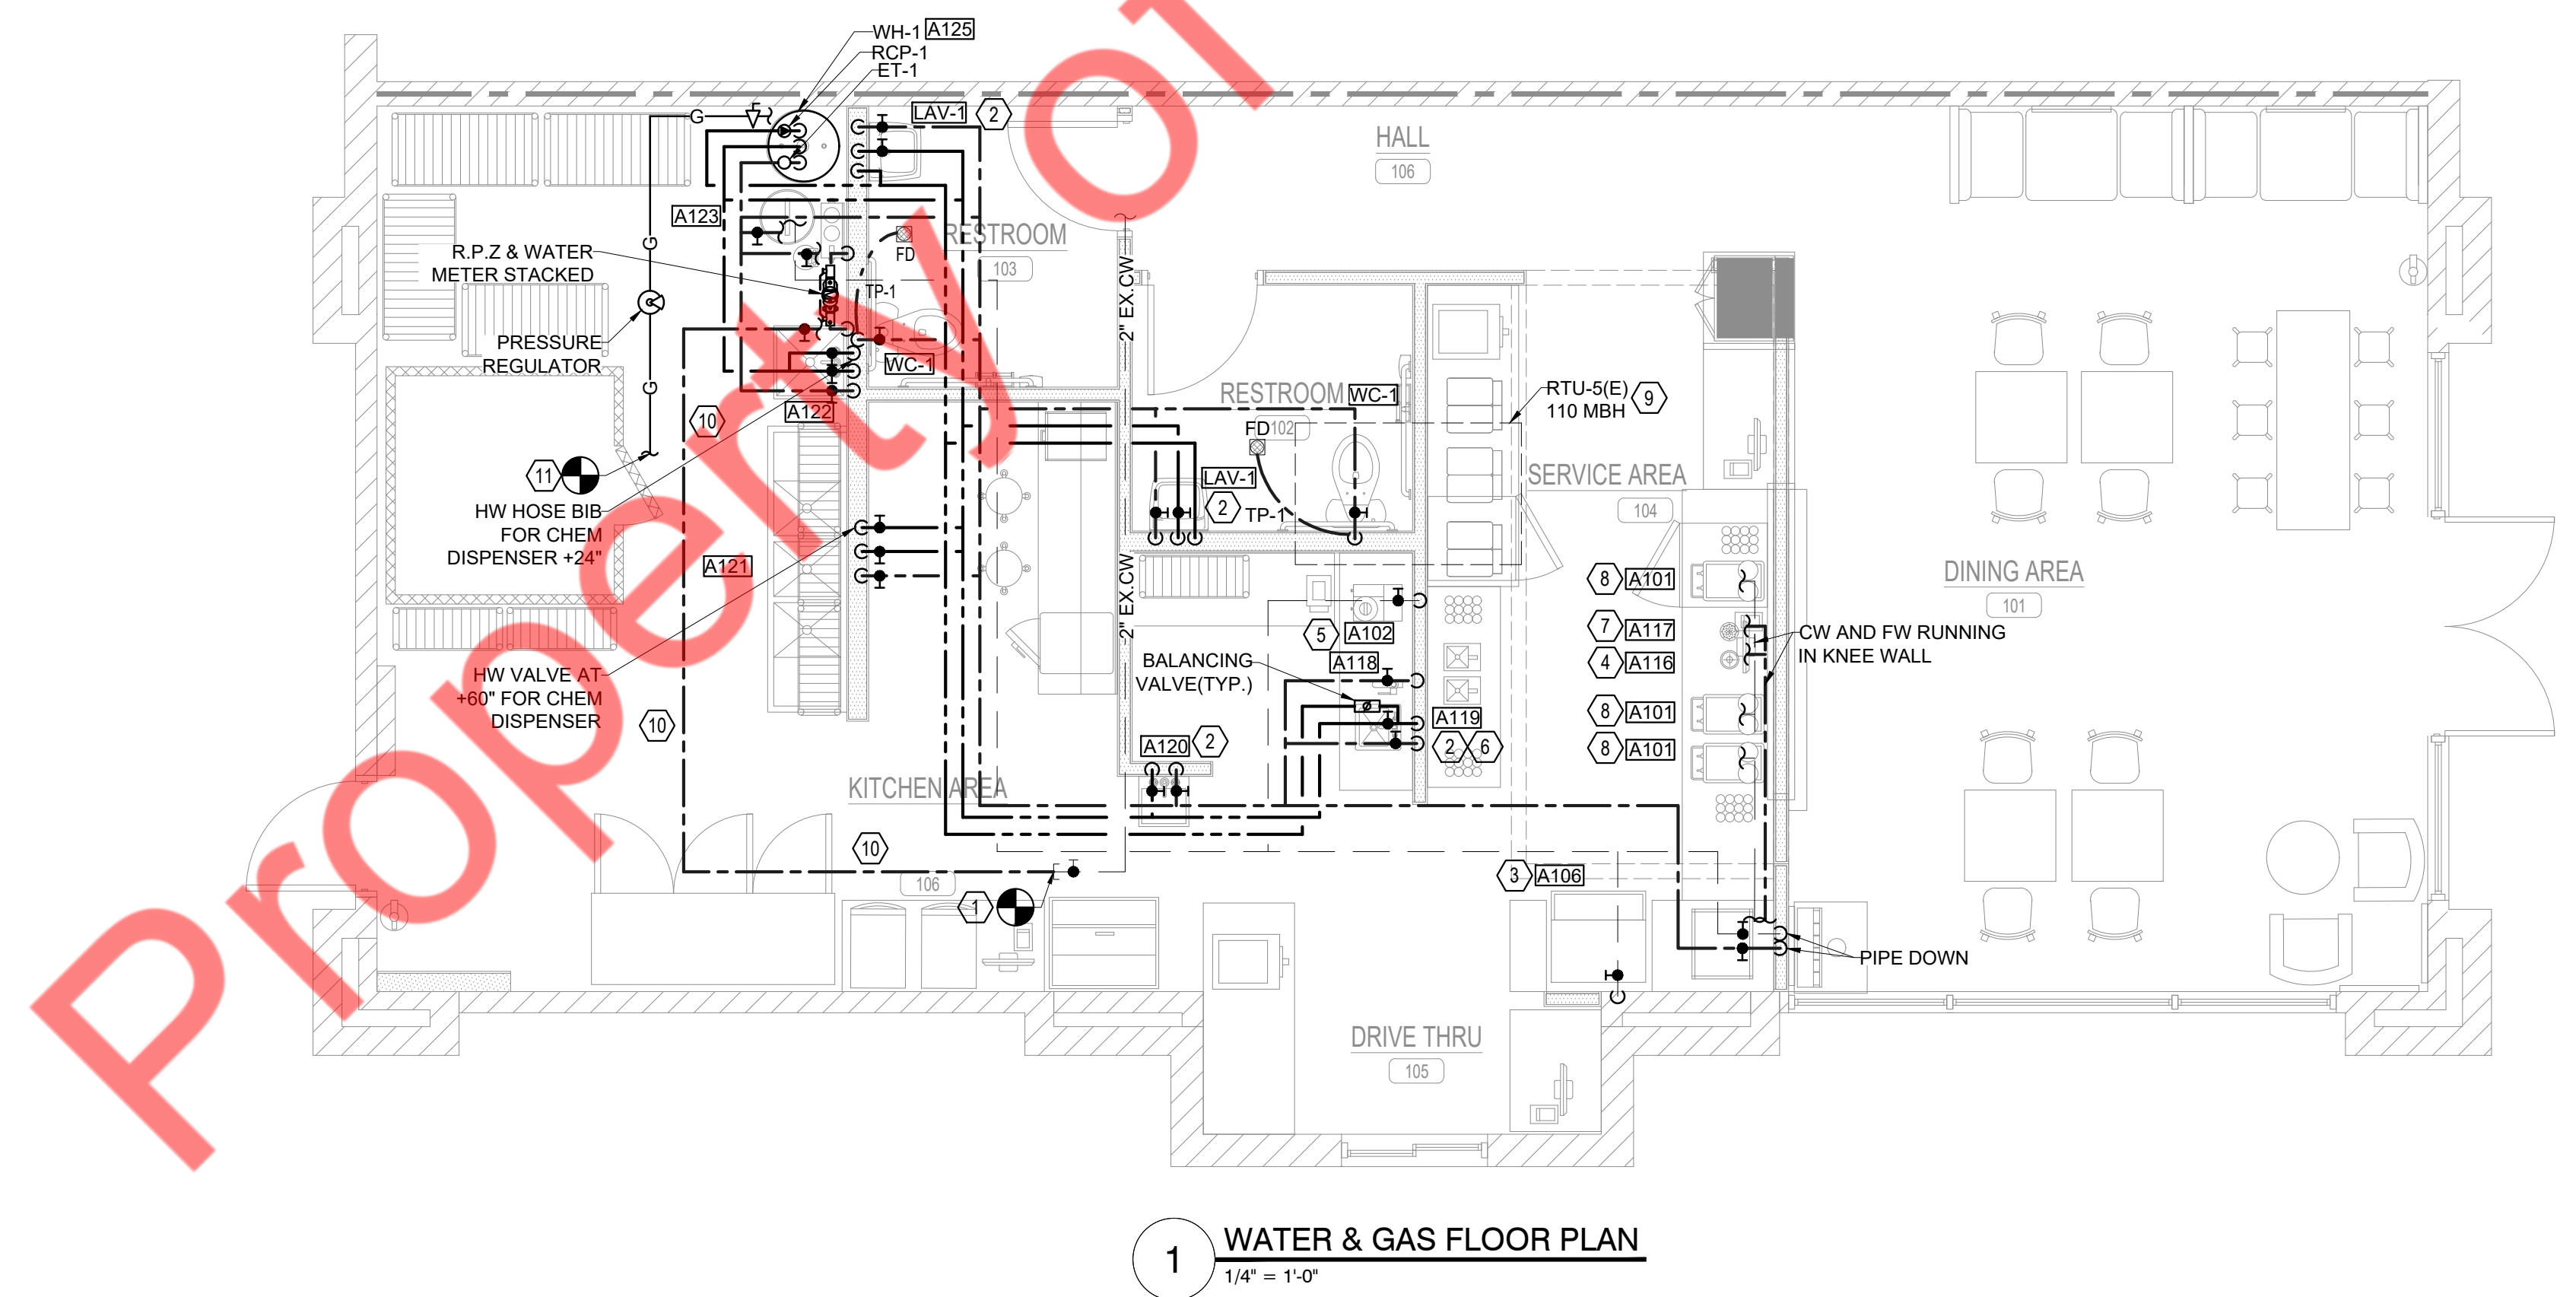 WH-1 A125
RCP-1
ET-1
G
LAV-1 2
HALL
106
A123
G
R.P.Z & WATER
METER STACKED
RESTROOM
103
FD
TP-1
2" EX.CW
PRESSURE
REGULATOR
G
WC-1
A122
10
RESTROOM
102
WC-1
FD
RTU-5(E)
110 MBH
9
11
LAV-1
2
TP-1
SERVICE AREA
104
HW HOSE BIB
FOR CHEM
DISPENSER +24"
A121
2" EX.CW
8 A101
DINING AREA
101
5 A102
7 A117
CW AND FW RUNNING
IN KNEE WALL
A118
4 A116
BALANCING
VALVE(TYP.)
HW VALVE AT
+60" FOR CHEM
DISPENSER
10
A119
2 6
8 A101
A120 2
8 A101
KITCHEN AREA
106
10
3 A106
1
PIPE DOWN
DRIVE THRU
105
Property of
1 WATER & GAS FLOOR PLAN
1/4" = 1'-0"